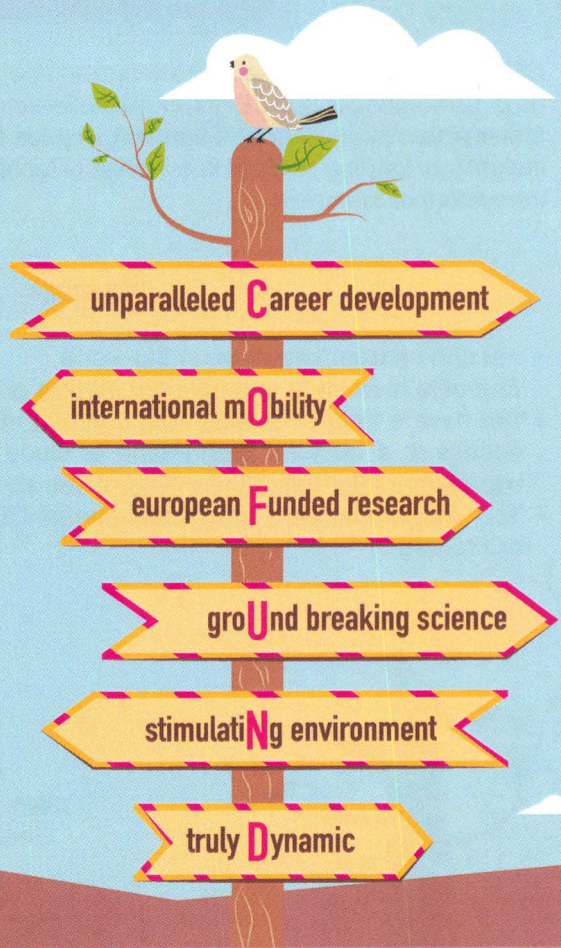 unparalleled Career development
international mObility
european Funded research
groUnd breaking science
stimulatiNg environment
truly Dynamic